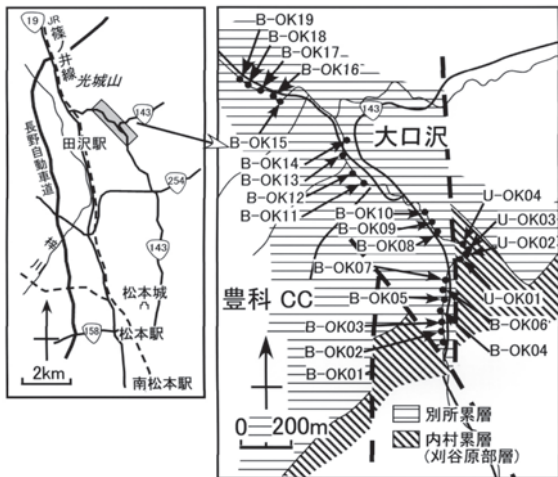 19
JR
篠ノ井線
光城山
143
田沢駅
長野自動車道
254
梓川
143
松本城
松本駅
158
2km
南松本駅
B-OK19
B-OK18
B-OK17
B-OK16
143
大口沢
B-OK15
B-OK14
B-OK13
B-OK12
B-OK11
B-OK10
B-OK09
B-OK08
U-OK04
U-OK03
U-OK02
B-OK07
豊科 CC
B-OK05
U-OK01
B-OK03
B-OK06
B-OK02
B-OK04
B-OK01
0 200m
別所累層
内村累層
(刈谷原部層)